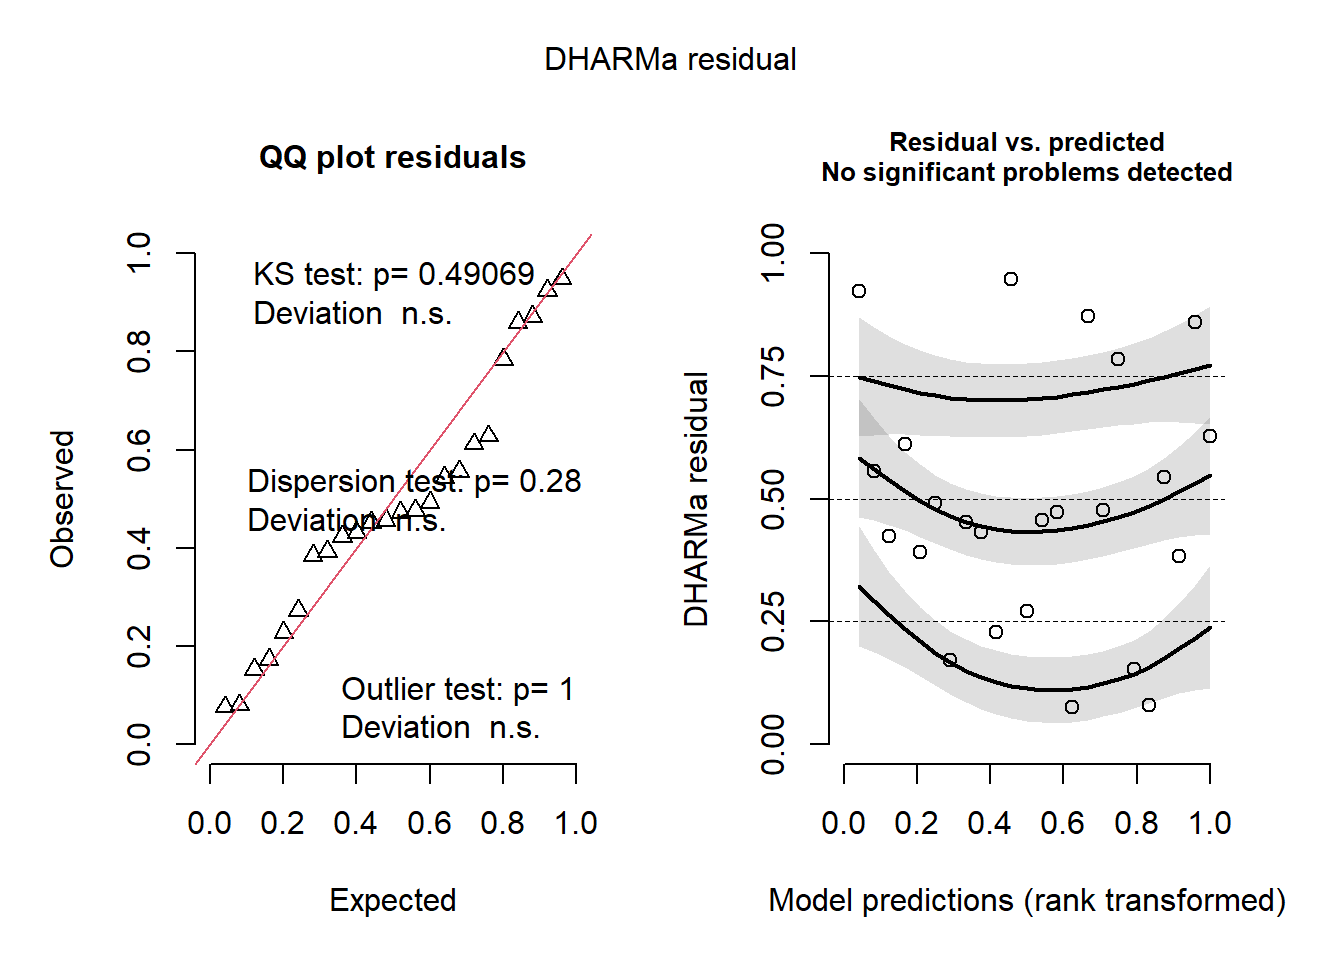 DHARMa residual
QQ plot residuals
KS test: p= 0.49069
Deviation  n.s.
Dispersion test: p= 0.28
Deviation  n.s.
Outlier test: p= 1
Deviation  n.s.
Observed
0.0
0.2
0.4
0.6
0.8
1.0
0.0 0.2 0.4 0.6 0.8 1.0
Expected
Residual vs. predicted
No significant problems detected
DHARMa residual
0.00
0.25
0.50
0.75
1.00
0.0 0.2 0.4 0.6 0.8 1.0
Model predictions (rank transformed)